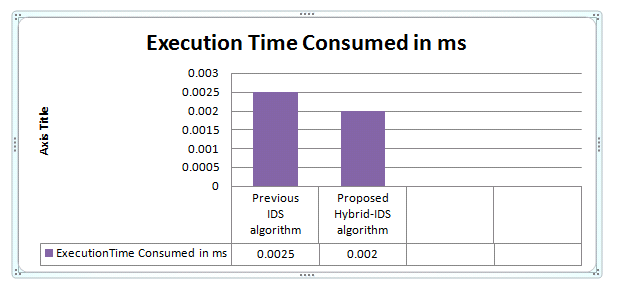 Execution Time Consumed in ms
Axis Title
0.003
0.0025
0.002
0.0015
0.001
0.0005
0
Previous
IDS
algorithm
Proposed
Hybrid-IDS
algorithm
ExecutionTime Consumed in ms
0.0025
0.002